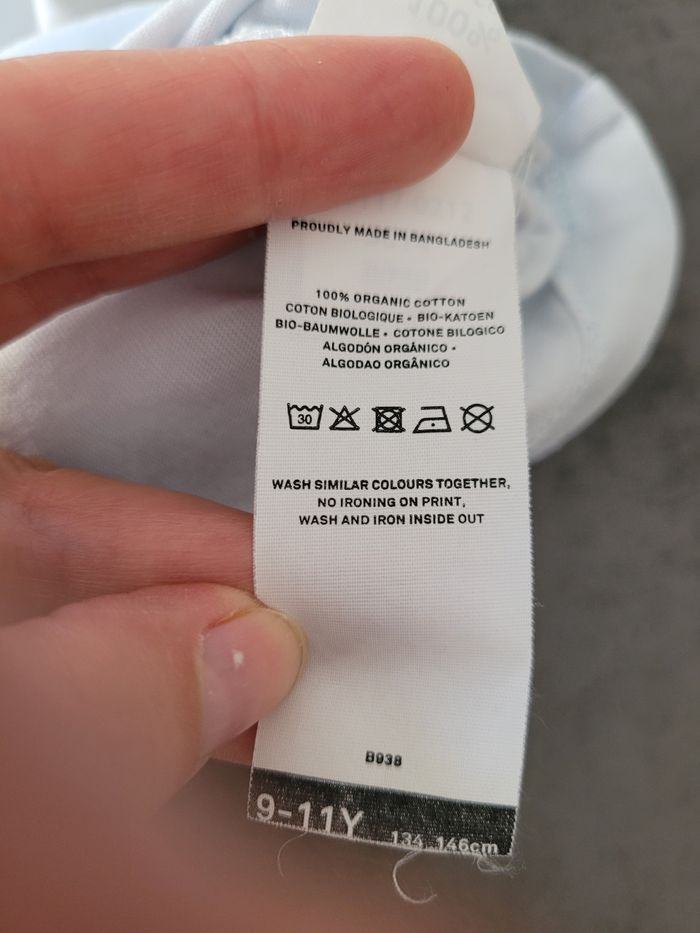 100%
PROUDLY MADE IN BANGLADESH
100% ORGANIC COTTON
COTON BIOLOGIQUE • BIO-KATOEN
BIO-BAUMWOLLE • COTONE BILOGICO
ALGODÓN ORGÁNICO •
ALGODAO ORGÂNICO
30
WASH SIMILAR COLOURS TOGETHER,
NO IRONING ON PRINT,
WASH AND IRON INSIDE OUT
B938
9-11Y 134 146cm